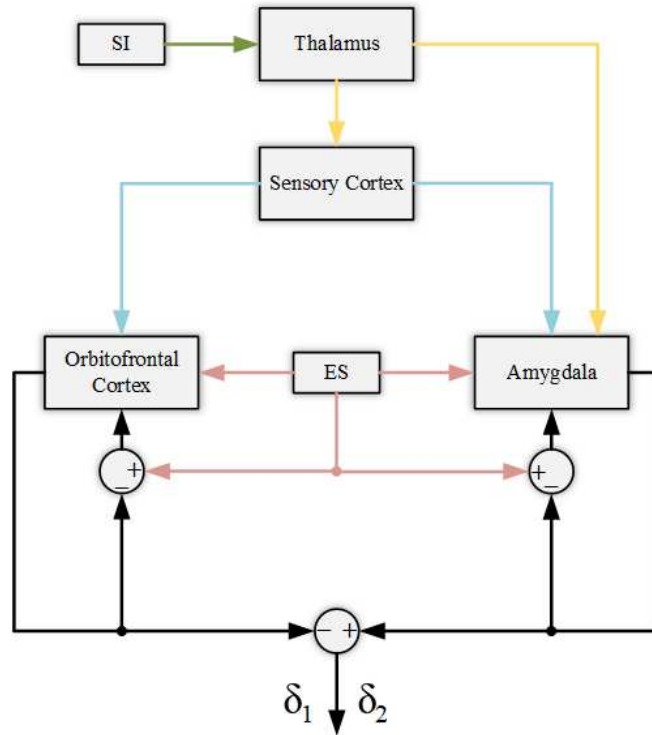 SI
Thalamus
Sensory Cortex
Orbitofrontal
Cortex
ES
Amygdala
+
−
+
−
− +
δ₁ δ₂